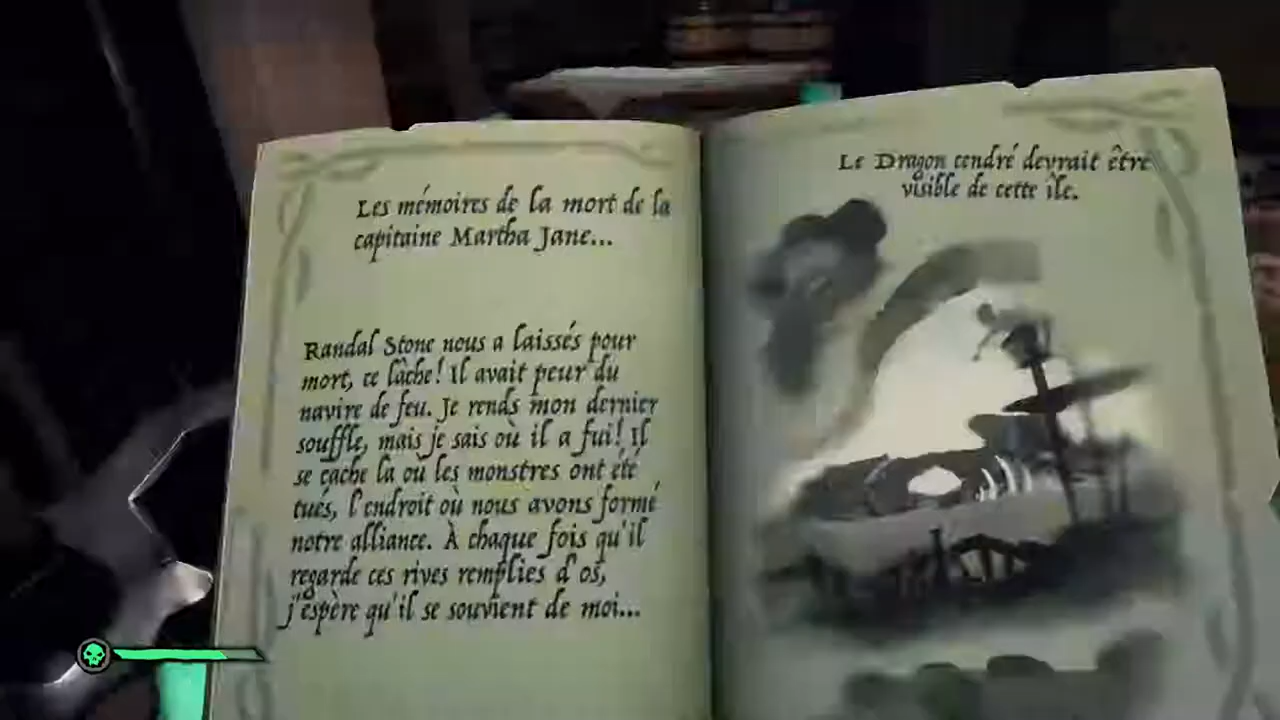 Les mémoires de la mort de la
capitaine Martha Jane...
Randal Stone nous a laissés pour
mort, ce lâche! Il avait peur du
navire de feu. Je rends mon dernier
souffle, mais je sais où il a fui! Il
se cache là où les monstres ont été
tués, l'endroit où nous avons formé
notre alliance. À chaque fois qu'il
regarde ces rives remplies d'os,
j'espère qu'il se souvient de moi...
Le Dragon cendré devrait être
visible de cette île.